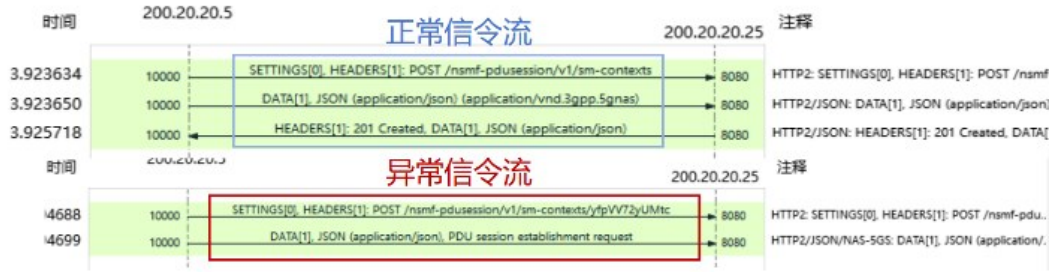 时间 200.20.20.5 正常信令流 200.20.20.25 注释
3.923634 10000 SETTINGS[0], HEADERS[1]: POST /nsmf-pdusession/v1/sm-contexts 8080 HTTP2: SETTINGS[0], HEADERS[1]: POST /nsmf
3.923650 10000 DATA[1], JSON (application/json) (application/vnd.3gpp.5gnas) 8080 HTTP2/JSON: DATA[1], JSON (application/json)
3.925718 10000 HEADERS[1]: 201 Created, DATA[1], JSON (application/json) 8080 HTTP2/JSON: HEADERS[1]: 201 Created, DATA[
时间 200.20.20.5 异常信令流 200.20.20.25 注释
4688 10000 SETTINGS[0], HEADERS[1]: POST /nsmf-pdusession/v1/sm-contexts/yfpVV72yUMtc 8080 HTTP2: SETTINGS[0], HEADERS[1]: POST /nsmf-pdu..
4699 10000 DATA[1], JSON (application/json), PDU session establishment request 8080 HTTP2/JSON/NAS-5GS: DATA[1], JSON (application/.